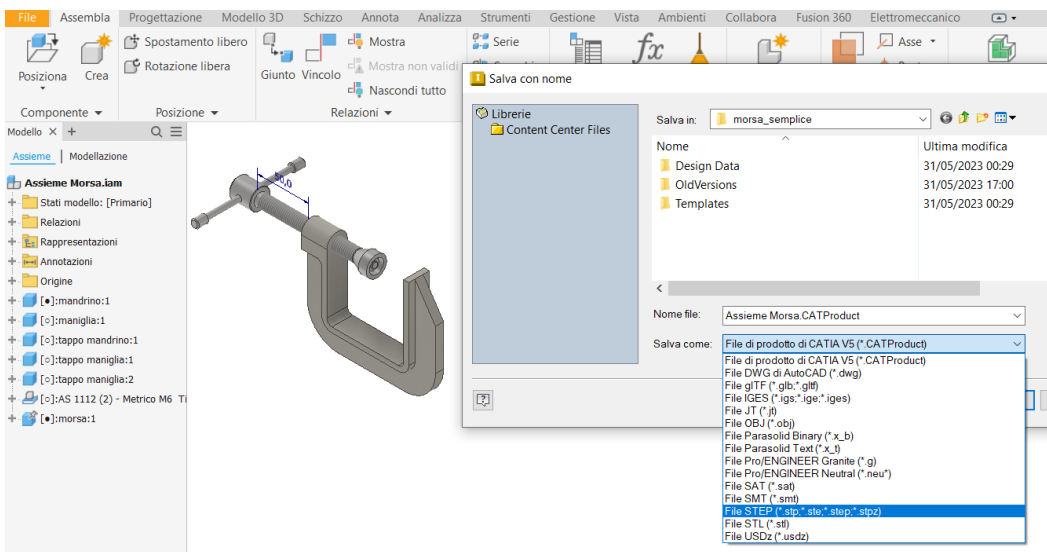 File Assembla Progettazione Modello 3D Schizzo Annota Analizza Strumenti Gestione Vista Ambienti Collabora Fusion 360 Elettromeccanico
Posiziona
Crea
Spostamento libero
Rotazione libera
Giunto Vincolo
Mostra
Mostra non validi
Nascondi tutto
Serie
fx
Asse
Componente
Posizione
Relazioni
Modello × +
Assieme | Modellazione
Assieme Morsa.iam
Stati modello: [Primario]
Relazioni
Rappresentazioni
Annotazioni
Origine
[●]:mandrino:1
[○]:maniglia:1
[○]:tappo mandrino:1
[○]:tappo maniglia:1
[○]:tappo maniglia:2
[○]:AS 1112 (2) - Metrico M6 Ti
[●]:morsa:1
Salva con nome
Librerie
Content Center Files
Salva in: morsa_semplice
Nome Ultima modifica
Design Data 31/05/2023 00:29
OldVersions 31/05/2023 17:00
Templates 31/05/2023 00:29
Nome file: Assieme Morsa.CATProduct
Salva come: File di prodotto di CATIA V5 (*.CATProduct)
File di prodotto di CATIA V5 (*.CATProduct)
File DWG di AutoCAD (*.dwg)
File glTF (*.glb;*.gltf)
File IGES (*.igs;*.ige;*.iges)
File JT (*.jt)
File OBJ (*.obj)
File Parasolid Binary (*.x_b)
File Parasolid Text (*.x_t)
File Pro/ENGINEER Granite (*.g)
File Pro/ENGINEER Neutral (*.neu*)
File SAT (*.sat)
File SMT (*.smt)
File STEP (*.stp;*.ste;*.step;*.stpz)
File STL (*.stl)
File USDz (*.usdz)